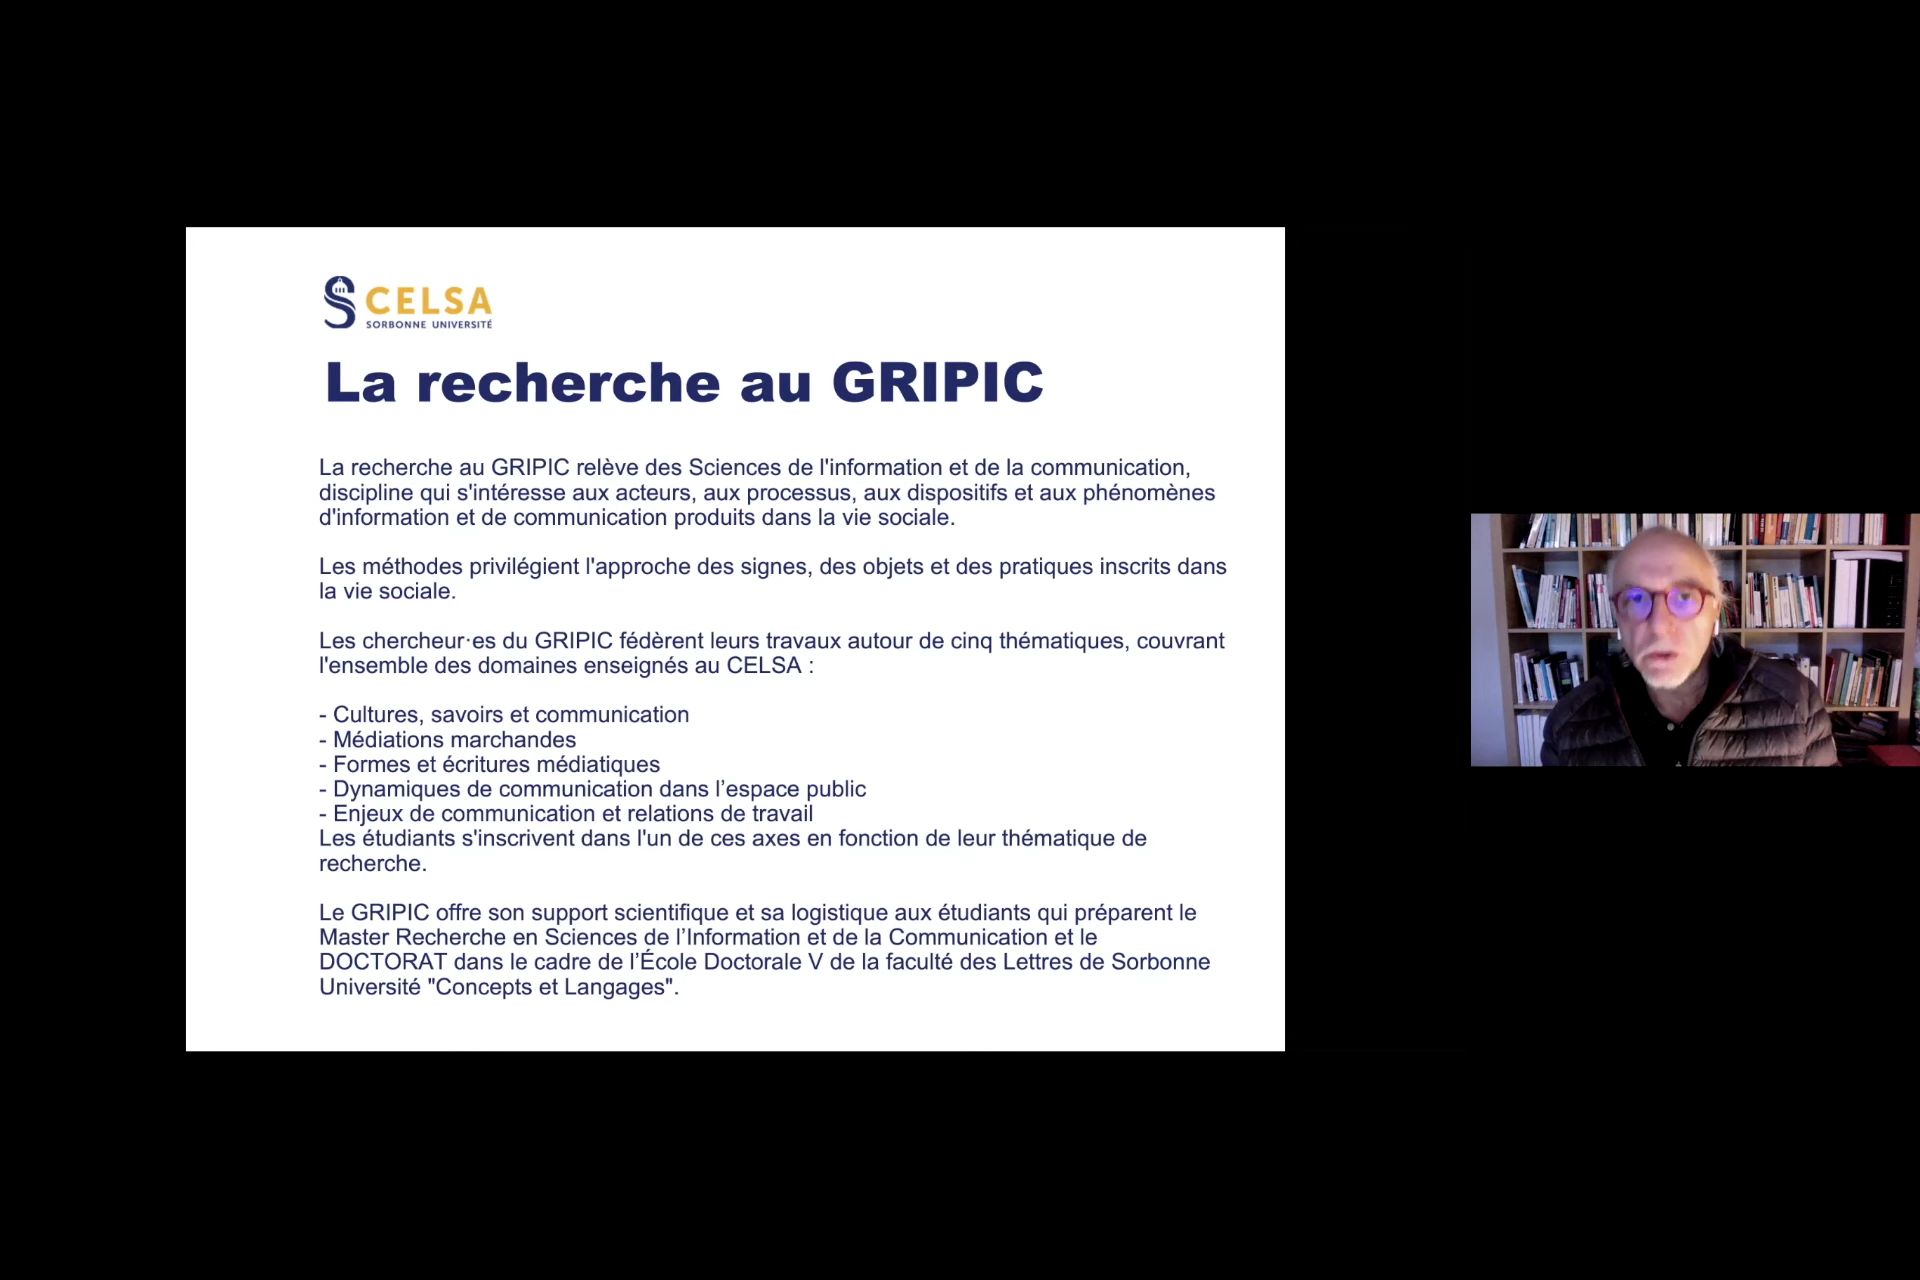 CELSA
SORBONNE UNIVERSITÉ
La recherche au GRIPIC
La recherche au GRIPIC relève des Sciences de l'information et de la communication,
discipline qui s'intéresse aux acteurs, aux processus, aux dispositifs et aux phénomènes
d'information et de communication produits dans la vie sociale.
Les méthodes privilégient l'approche des signes, des objets et des pratiques inscrits dans
la vie sociale.
Les chercheur·es du GRIPIC fédèrent leurs travaux autour de cinq thématiques, couvrant
l'ensemble des domaines enseignés au CELSA :
- Cultures, savoirs et communication
- Médiations marchandes
- Formes et écritures médiatiques
- Dynamiques de communication dans l’espace public
- Enjeux de communication et relations de travail
Les étudiants s'inscrivent dans l'un de ces axes en fonction de leur thématique de
recherche.
Le GRIPIC offre son support scientifique et sa logistique aux étudiants qui préparent le
Master Recherche en Sciences de l’Information et de la Communication et le
DOCTORAT dans le cadre de l’École Doctorale V de la faculté des Lettres de Sorbonne
Université "Concepts et Langages".